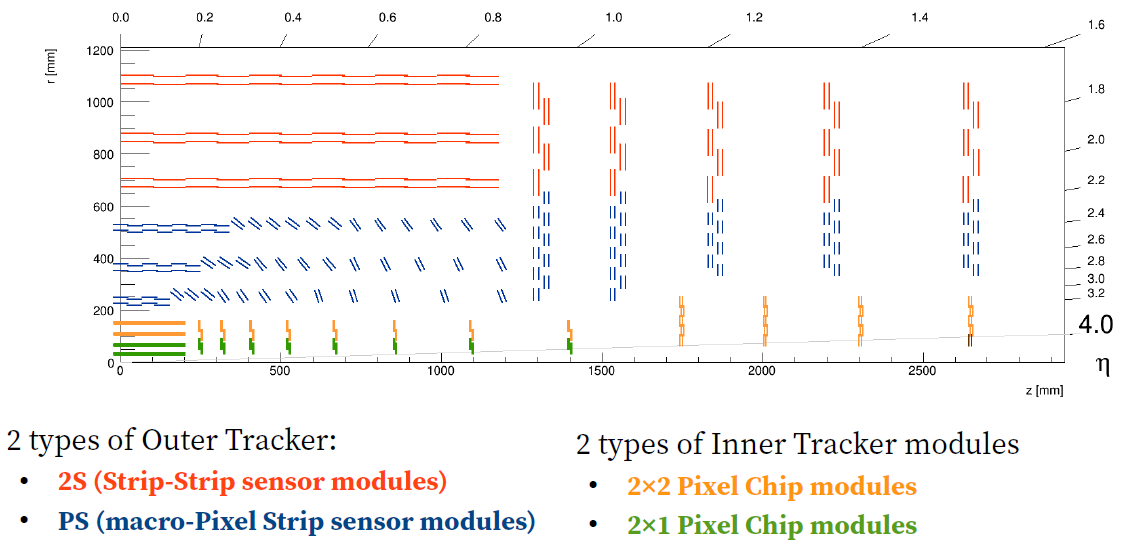 0.0 0.2 0.4 0.6 0.8 1.0 1.2 1.4 1.6
r [mm]
1200
1000
800
600
400
200
0
1.8
2.0
2.2
2.4
2.6
2.8
3.0
3.2
4.0
η
0 500 1000 1500 2000 2500
z [mm]
2 types of Outer Tracker:
• 2S (Strip-Strip sensor modules)
• PS (macro-Pixel Strip sensor modules)
2 types of Inner Tracker modules
• 2×2 Pixel Chip modules
• 2×1 Pixel Chip modules